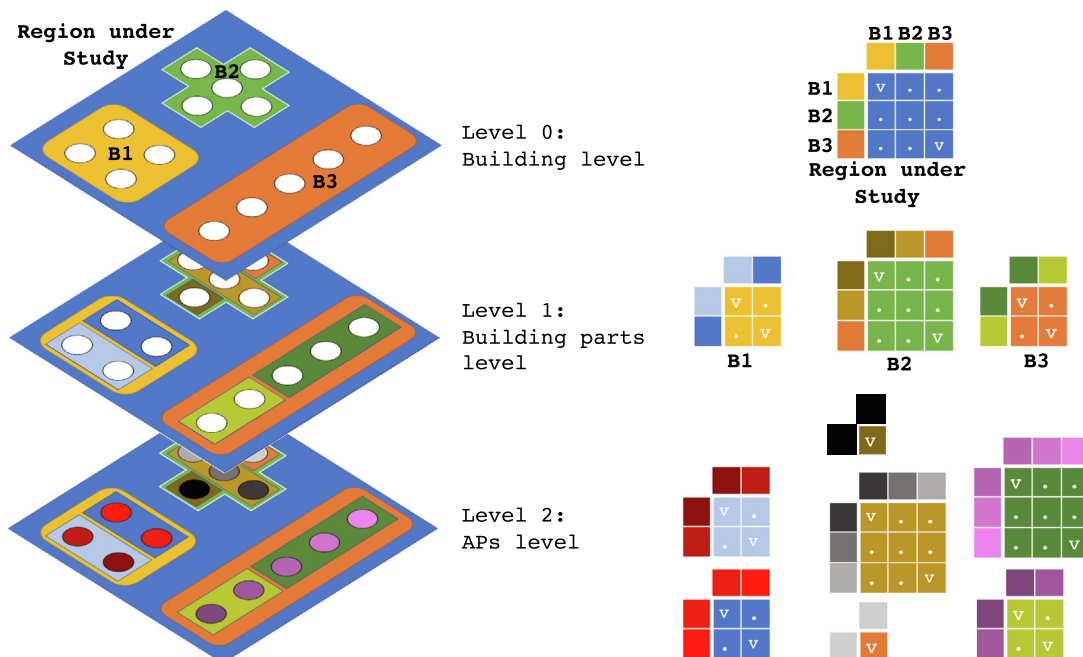 Region under
Study
B2
B1
B3
Level 0:
Building level
B1 B2 B3
B1
B2
B3
v . .
. . .
. . v
Region under
Study
Level 1:
Building parts
level
v .
. v
B1
v . .
. . .
. . v
B2
v .
. v
B3
Level 2:
APs level
v
v .
. v
v . .
. . .
. . v
v . .
. . .
. . v
v .
. v
v
v .
. v